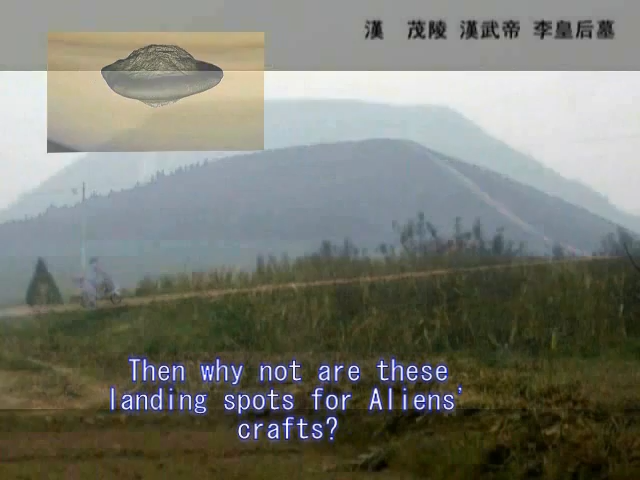 漢　茂陵 漢武帝 李皇后墓
Then why not are these
landing spots for Aliens'
crafts?